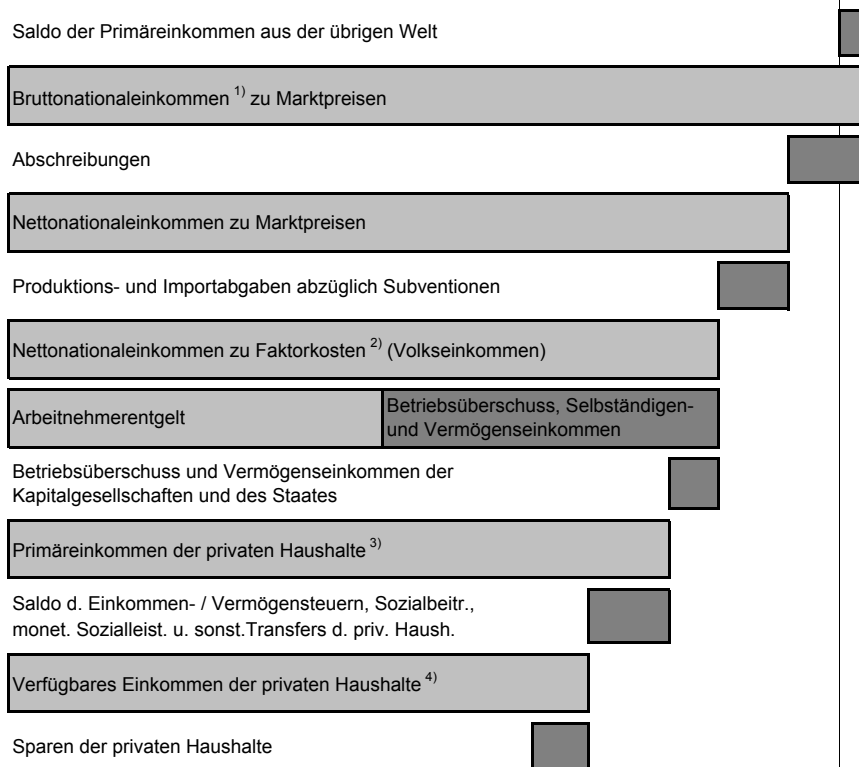 Saldo der Primäreinkommen aus der übrigen Welt
Bruttonationaleinkommen 1) zu Marktpreisen
Abschreibungen
Nettonationaleinkommen zu Marktpreisen
Produktions- und Importabgaben abzüglich Subventionen
Nettonationaleinkommen zu Faktorkosten 2) (Volkseinkommen)
Arbeitnehmerentgelt
Betriebsüberschuss, Selbständigen-
und Vermögenseinkommen
Betriebsüberschuss und Vermögenseinkommen der
Kapitalgesellschaften und des Staates
Primäreinkommen der privaten Haushalte 3)
Saldo d. Einkommen- / Vermögensteuern, Sozialbeitr.,
monet. Sozialleist. u. sonst.Transfers d. priv. Haush.
Verfügbares Einkommen der privaten Haushalte 4)
Sparen der privaten Haushalte